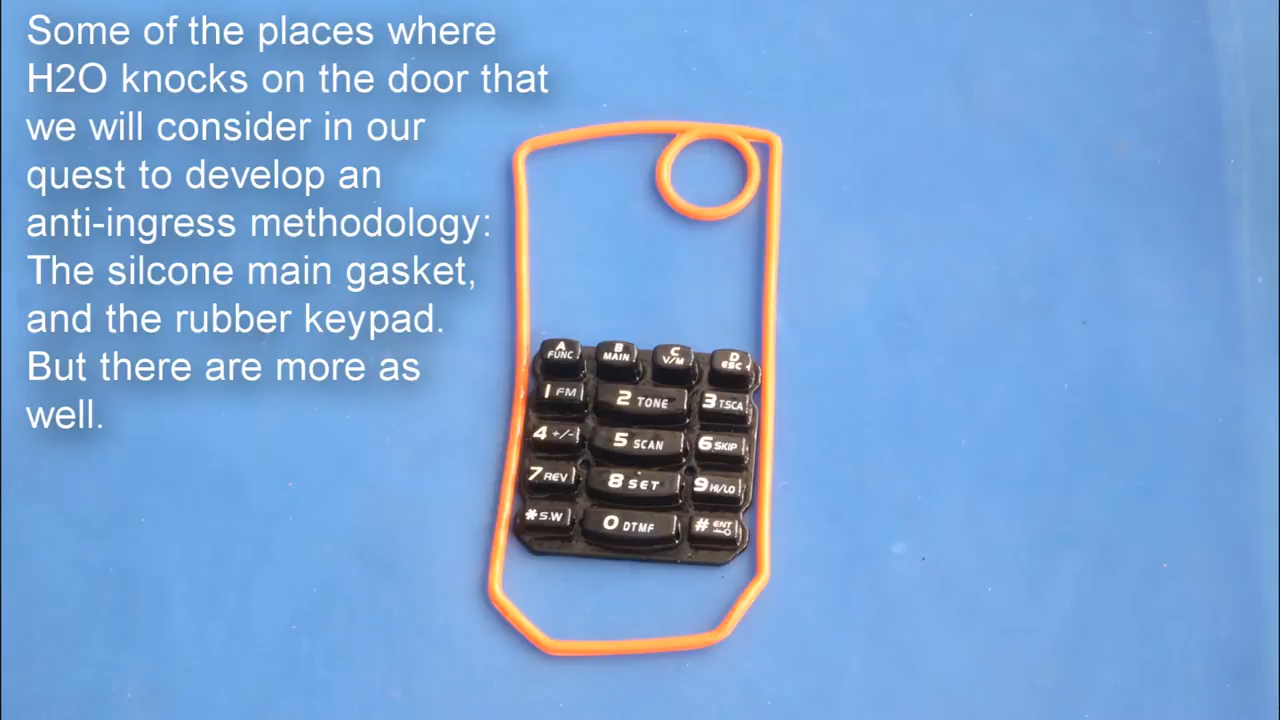 Some of the places where
H2O knocks on the door that
we will consider in our
quest to develop an
anti-ingress methodology:
The silcone main gasket,
and the rubber keypad.
But there are more as
well.
A FUNC
B MAIN
C V/M
D ESC
1 FM
2 TONE
3 TSCA
4 +/-
5 SCAN
6 SKIP
7 REV
8 SET
9 HI/LO
* S.W
0 DTMF
# ENT